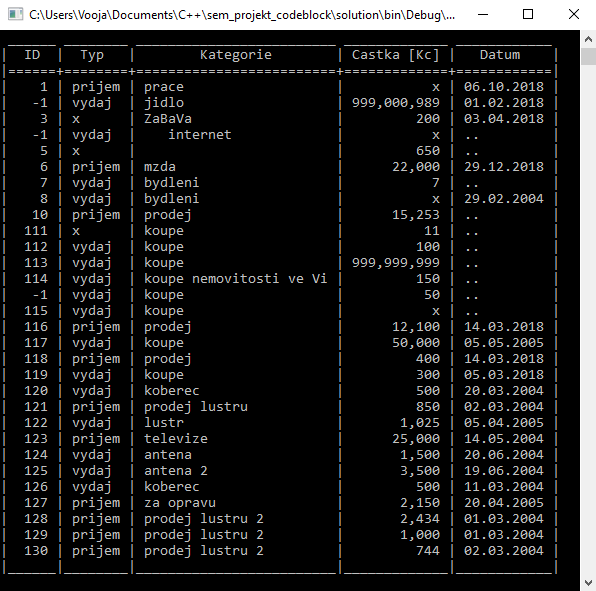 C:\Users\Vooja\Documents\C++\sem_projekt_codeblock\solution\bin\Debug\...
| ID | Typ | Kategorie | Castka [Kc] | Datum |
|======+========+=========================+=============+============|
| 1 | prijem | prace | x | 06.10.2018 |
| -1 | vydaj | jidlo | 999,000,989 | 01.02.2018 |
| 3 | x | ZaBaVa | 200 | 03.04.2018 |
| -1 | vydaj | internet | x | .. |
| 5 | x | | 650 | .. |
| 6 | prijem | mzda | 22,000 | 29.12.2018 |
| 7 | vydaj | bydleni | 7 | .. |
| 8 | vydaj | bydleni | x | 29.02.2004 |
| 10 | prijem | prodej | 15,253 | .. |
| 111 | x | koupe | 11 | .. |
| 112 | vydaj | koupe | 100 | .. |
| 113 | vydaj | koupe | 999,999,999 | .. |
| 114 | vydaj | koupe nemovitosti ve Vi | 150 | .. |
| -1 | vydaj | koupe | 50 | .. |
| 115 | vydaj | koupe | x | .. |
| 116 | prijem | prodej | 12,100 | 14.03.2018 |
| 117 | vydaj | koupe | 50,000 | 05.05.2005 |
| 118 | prijem | prodej | 400 | 14.03.2018 |
| 119 | vydaj | koupe | 300 | 05.03.2018 |
| 120 | vydaj | koberec | 500 | 20.03.2004 |
| 121 | prijem | prodej lustru | 850 | 02.03.2004 |
| 122 | vydaj | lustr | 1,025 | 05.04.2005 |
| 123 | prijem | televize | 25,000 | 14.05.2004 |
| 124 | vydaj | antena | 1,500 | 20.06.2004 |
| 125 | vydaj | antena 2 | 3,500 | 19.06.2004 |
| 126 | vydaj | koberec | 500 | 11.03.2004 |
| 127 | prijem | za opravu | 2,150 | 20.04.2005 |
| 128 | prijem | prodej lustru 2 | 2,434 | 01.03.2004 |
| 129 | prijem | prodej lustru 2 | 1,000 | 01.03.2004 |
| 130 | prijem | prodej lustru 2 | 744 | 02.03.2004 |